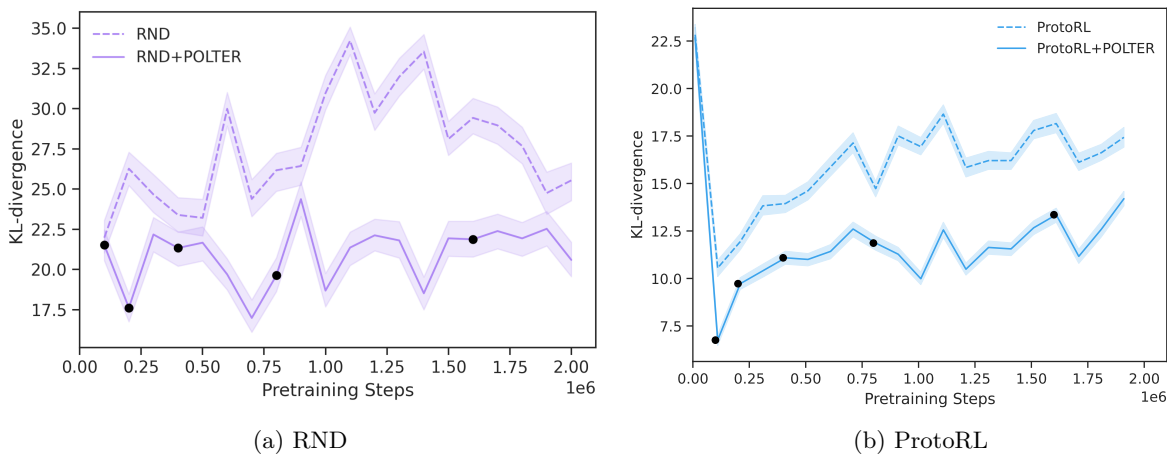 RND
RND+POLTER
35.0
32.5
30.0
27.5
25.0
22.5
20.0
17.5
KL-divergence
0.00 0.25 0.50 0.75 1.00 1.25 1.50 1.75 2.00
Pretraining Steps
1e6
(a) RND
ProtoRL
ProtoRL+POLTER
22.5
20.0
17.5
15.0
12.5
10.0
7.5
KL-divergence
0.00 0.25 0.50 0.75 1.00 1.25 1.50 1.75 2.00
Pretraining Steps
1e6
(b) ProtoRL